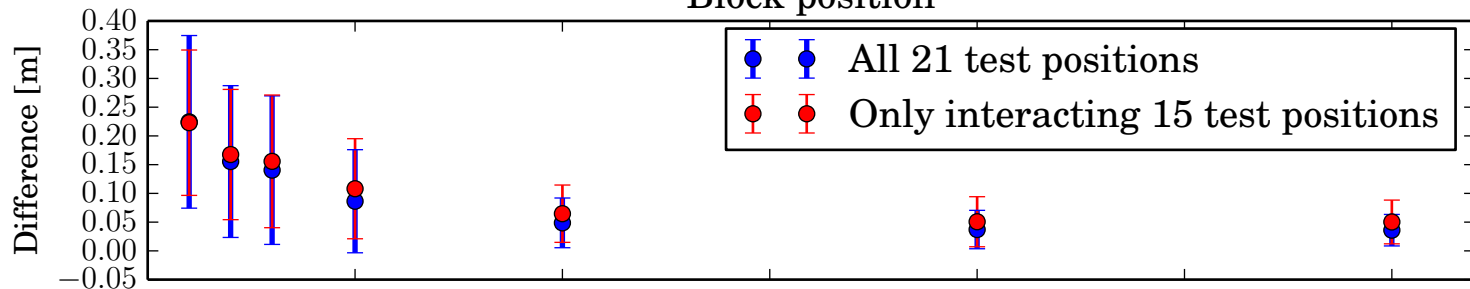 Block position
0.40
0.35
0.30
0.25
0.20
0.15
0.10
0.05
0.00
−0.05
Difference [m]
All 21 test positions
Only interacting 15 test positions